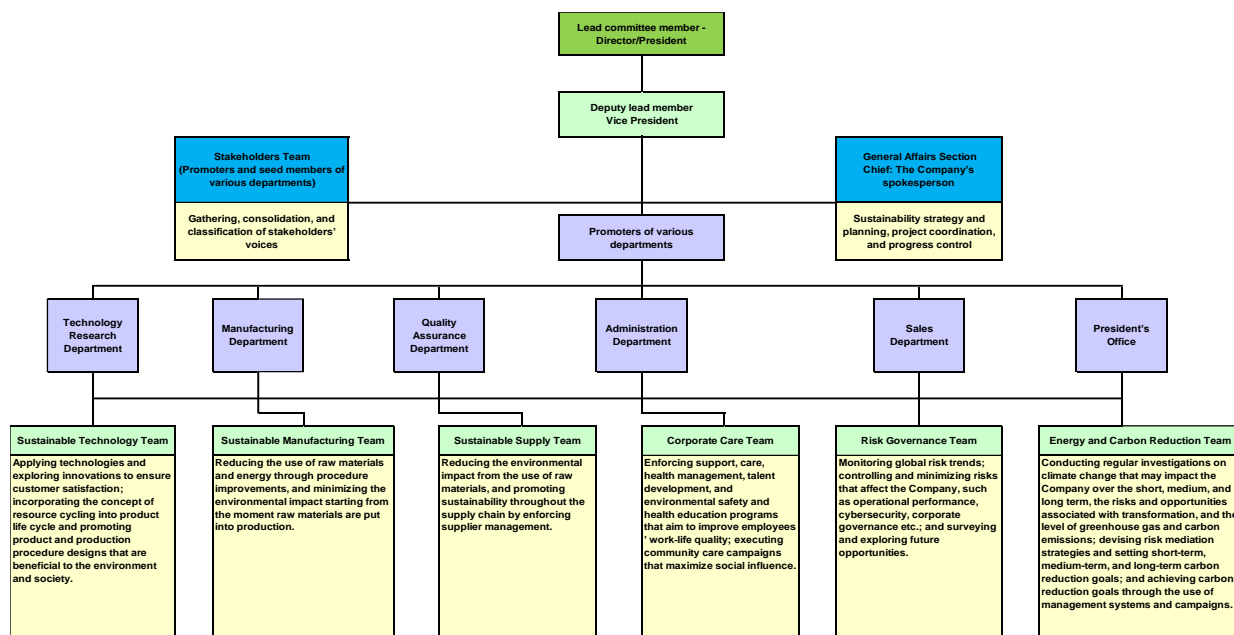 Lead committee member -
Director/President
Deputy lead member
Vice President
Stakeholders Team
(Promoters and seed members of
various departments)
Gathering, consolidation, and
classification of stakeholders'
voices
General Affairs Section
Chief: The Company's
spokesperson
Sustainability strategy and
planning, project coordination,
and progress control
Promoters of various
departments
Technology
Research
Department
Manufacturing
Department
Quality
Assurance
Department
Administration
Department
Sales
Department
President's
Office
Sustainable Technology Team
Applying technologies and
exploring innovations to ensure
customer satisfaction;
incorporating the concept of
resource cycling into product
life cycle and promoting
product and production
procedure designs that are
beneficial to the environment
and society.
Sustainable Manufacturing Team
Reducing the use of raw materials
and energy through procedure
improvements, and minimizing the
environmental impact starting from
the moment raw materials are put
into production.
Sustainable Supply Team
Reducing the environmental
impact from the use of raw
materials, and promoting
sustainability throughout the
supply chain by enforcing
supplier management.
Corporate Care Team
Enforcing support, care,
health management, talent
development, and
environmental safety and
health education programs
that aim to improve employees
' work-life quality; executing
community care campaigns
that maximize social influence.
Risk Governance Team
Monitoring global risk trends;
controlling and minimizing risks
that affect the Company, such
as operational performance,
cybersecurity, corporate
governance etc.; and surveying
and exploring future
opportunities.
Energy and Carbon Reduction Team
Conducting regular investigations on
climate change that may impact the
Company over the short, medium, and
long term, the risks and opportunities
associated with transformation, and the
level of greenhouse gas and carbon
emissions; devising risk mediation
strategies and setting short-term,
medium-term, and long-term carbon
reduction goals; and achieving carbon
reduction goals through the use of
management systems and campaigns.